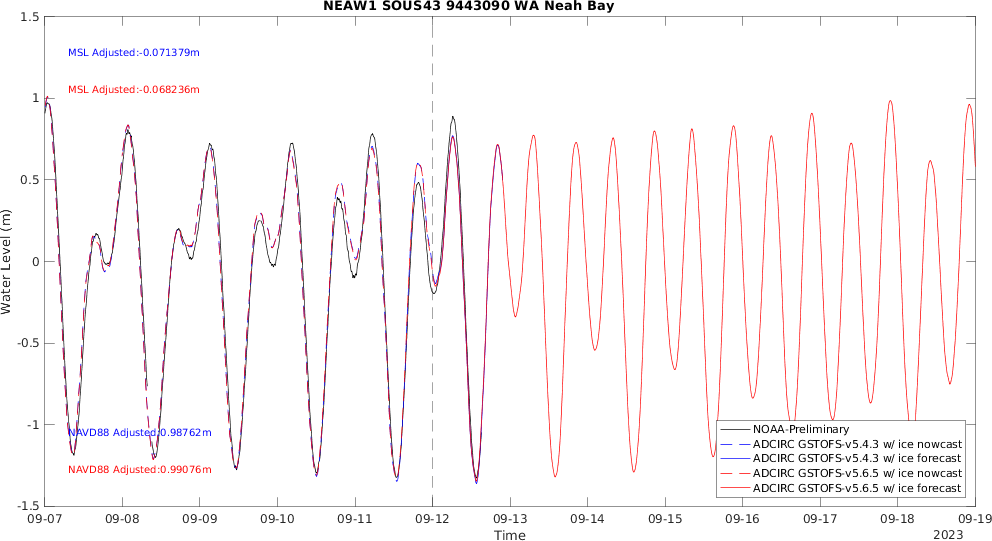 NEAW1 SOUS43 9443090 WA Neah Bay
1.5
1
0.5
0
-0.5
-1
-1.5
Water Level (m)
MSL Adjusted:-0.071379m
MSL Adjusted:-0.068236m
NAVD88 Adjusted:0.98762m
NAVD88 Adjusted:0.99076m
NOAA-Preliminary
ADCIRC GSTOFS-v5.4.3 w/ ice nowcast
ADCIRC GSTOFS-v5.4.3 w/ ice forecast
ADCIRC GSTOFS-v5.6.5 w/ ice nowcast
ADCIRC GSTOFS-v5.6.5 w/ ice forecast
09-07 09-08 09-09 09-10 09-11 09-12 09-13 09-14 09-15 09-16 09-17 09-18 09-19
Time
2023